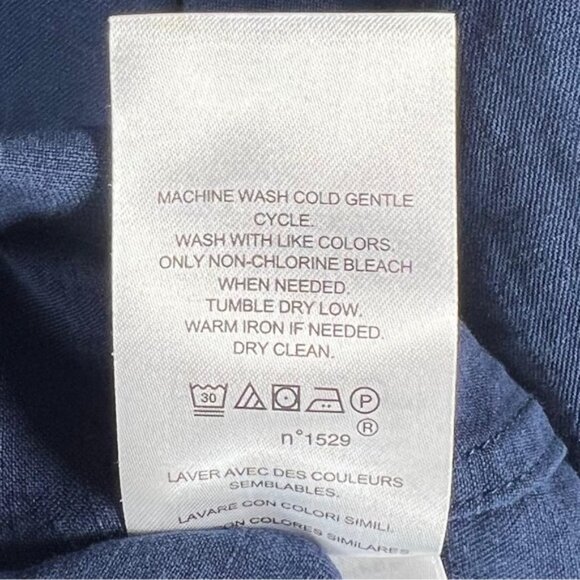 MACHINE WASH COLD GENTLE
CYCLE.
WASH WITH LIKE COLORS.
ONLY NON-CHLORINE BLEACH
WHEN NEEDED.
TUMBLE DRY LOW.
WARM IRON IF NEEDED.
DRY CLEAN.
30 P
n°1529 ®
LAVER AVEC DES COULEURS
SEMBLABLES.
LAVARE CON COLORI SIMILI.
CON COLORES SIMILARES